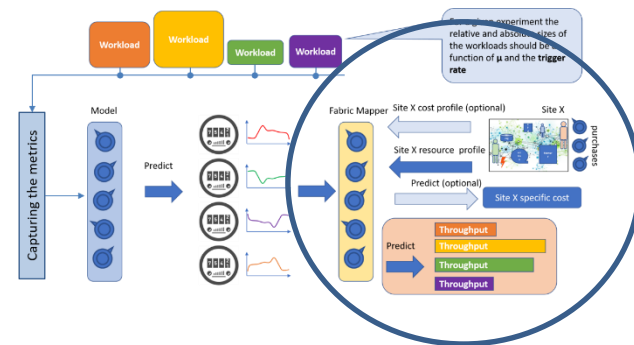 Workload
Workload
Workload
Workload
experiment the
relative and absolute sizes
of the workloads should be
function of μ and the trigger
rate
Capturing the metrics
Model
Predict
Fabric Mapper
Site X cost profile (optional)
Site X
purchases
Site X resource profile
Predict (optional)
Site X specific cost
Predict
Throughput
Throughput
Throughput
Throughput